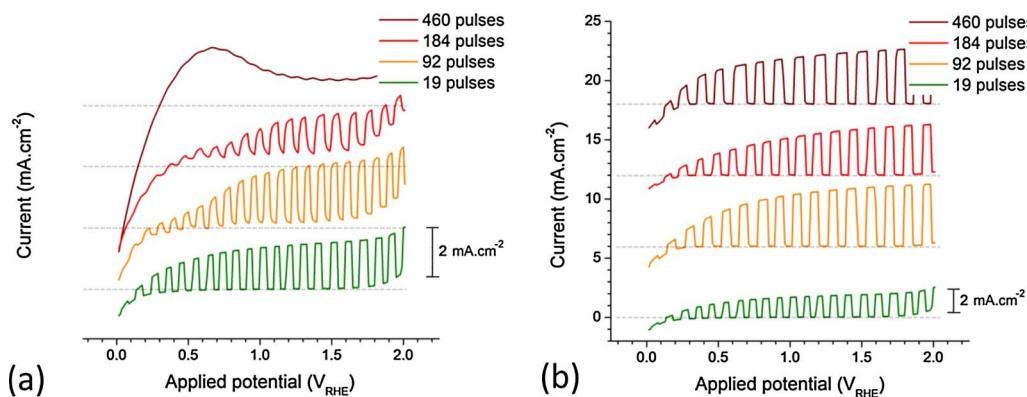 460 pulses
184 pulses
92 pulses
19 pulses
Current (mA.cm-2)
2 mA.cm-2
0.0 0.5 1.0 1.5 2.0
Applied potential (VRHE)
(a)
460 pulses
184 pulses
92 pulses
19 pulses
25
20
15
10
5
0
Current (mA.cm-2)
2 mA.cm-2
0.0 0.5 1.0 1.5 2.0
Applied potential (VRHE)
(b)